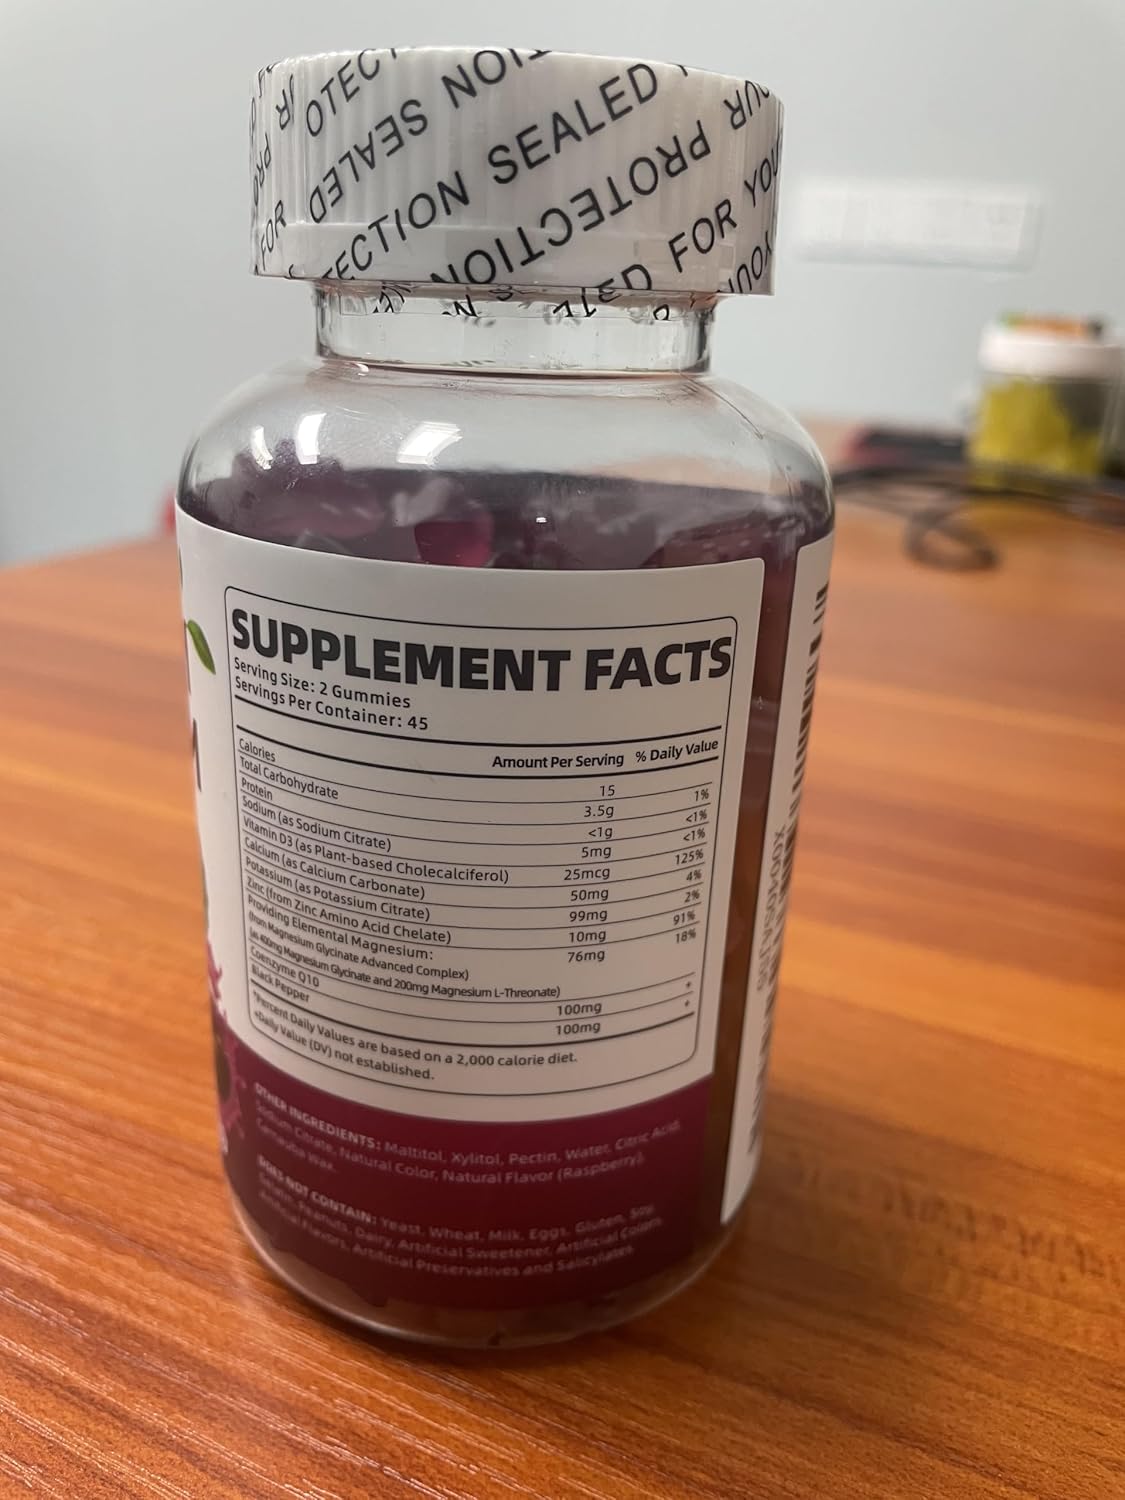 OTECT
SEALED
NOIT
TECTION SEALED
PROTECTION
FOR YOU
FOR
SUPPLEMENT FACTS
Serving Size: 2 Gummies
Servings Per Container: 45
Amount Per Serving % Daily Value
Calories 15
Total Carbohydrate 3.5g 1%
Protein <1g <1%
Sodium (as Sodium Citrate) 5mg <1%
Vitamin D3 (as Plant-based Cholecalciferol) 25mcg 125%
Calcium (as Calcium Carbonate) 50mg 4%
Potassium (as Potassium Citrate) 99mg 2%
Zinc (from Zinc Amino Acid Chelate) 10mg 91%
Providing Elemental Magnesium: 76mg 18%
(from Magnesium Glycinate Advanced Complex)
(as 400mg Magnesium Glycinate and 200mg Magnesium L-Threonate)
Coenzyme Q10 100mg +
Black Pepper 100mg +
*Percent Daily Values are based on a 2,000 calorie diet.
+Daily Value (DV) not established.
OTHER INGREDIENTS: Maltitol, Xylitol, Pectin, Water, Citric Acid,
Sodium Citrate, Natural Color, Natural Flavor (Raspberry),
Carnauba Wax.
DOES NOT CONTAIN: Yeast, Wheat, Milk, Eggs, Gluten, Soy,
Gelatin, Peanuts, Dairy, Artificial Sweetener, Artificial Colors,
Artificial Flavors, Artificial Preservatives and Salicylates.